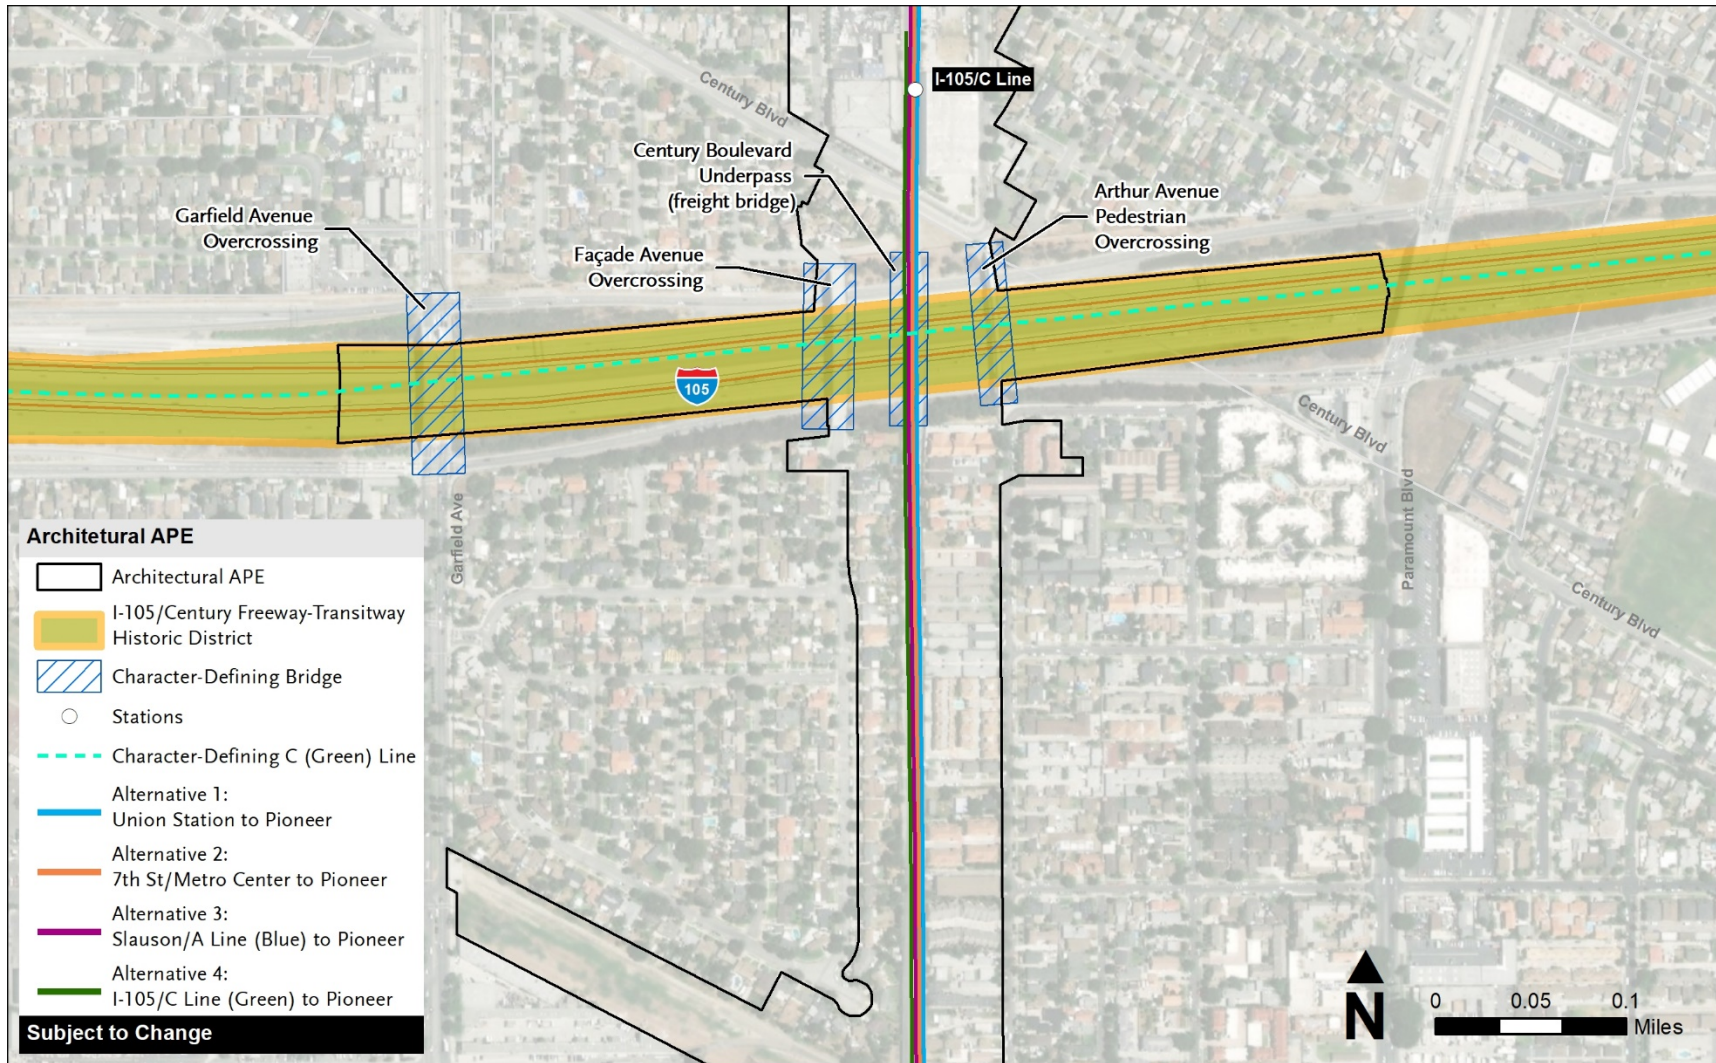 Century Blvd
I-105/C Line
Century Boulevard
Underpass
(freight bridge)
Arthur Avenue
Pedestrian
Overcrossing
Garfield Avenue
Overcrossing
Façade Avenue
Overcrossing
105
Century Blvd
Garfield Ave
Paramount Blvd
Century Blvd
Architetural APE
Architectural APE
I-105/Century Freeway-Transitway
Historic District
Character-Defining Bridge
Stations
Character-Defining C (Green) Line
Alternative 1:
Union Station to Pioneer
Alternative 2:
7th St/Metro Center to Pioneer
Alternative 3:
Slauson/A Line (Blue) to Pioneer
Alternative 4:
I-105/C Line (Green) to Pioneer
Subject to Change
N
0 0.05 0.1
Miles